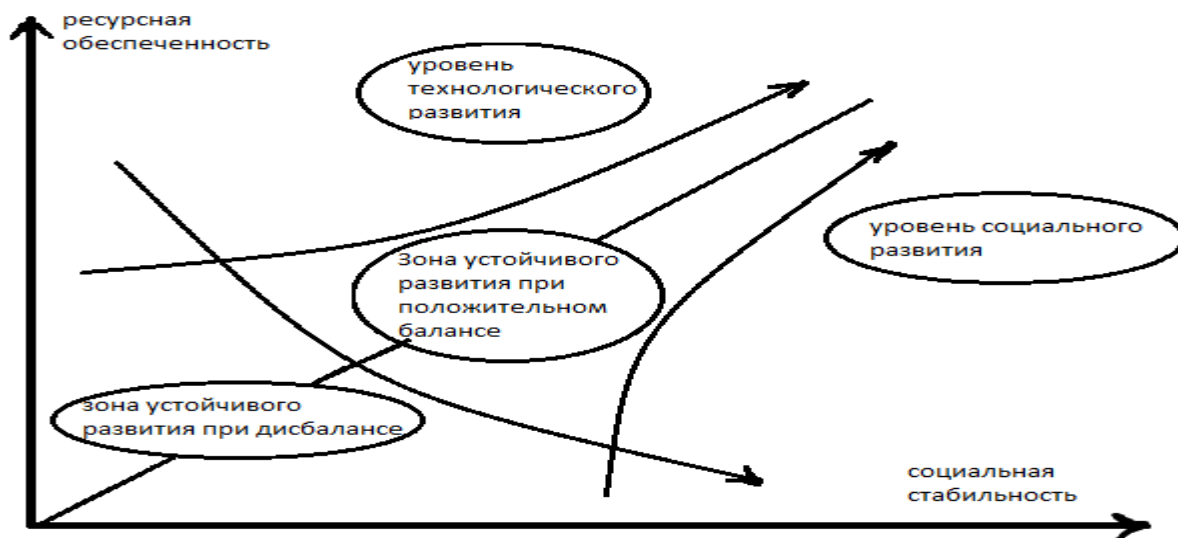 ресурсная
обеспеченность
уровень
технологического
развития
уровень социального
развития
Зона устойчивого
развития при
положительном
балансе
зона устойчивого
развития при дисбалансе
социальная
стабильность